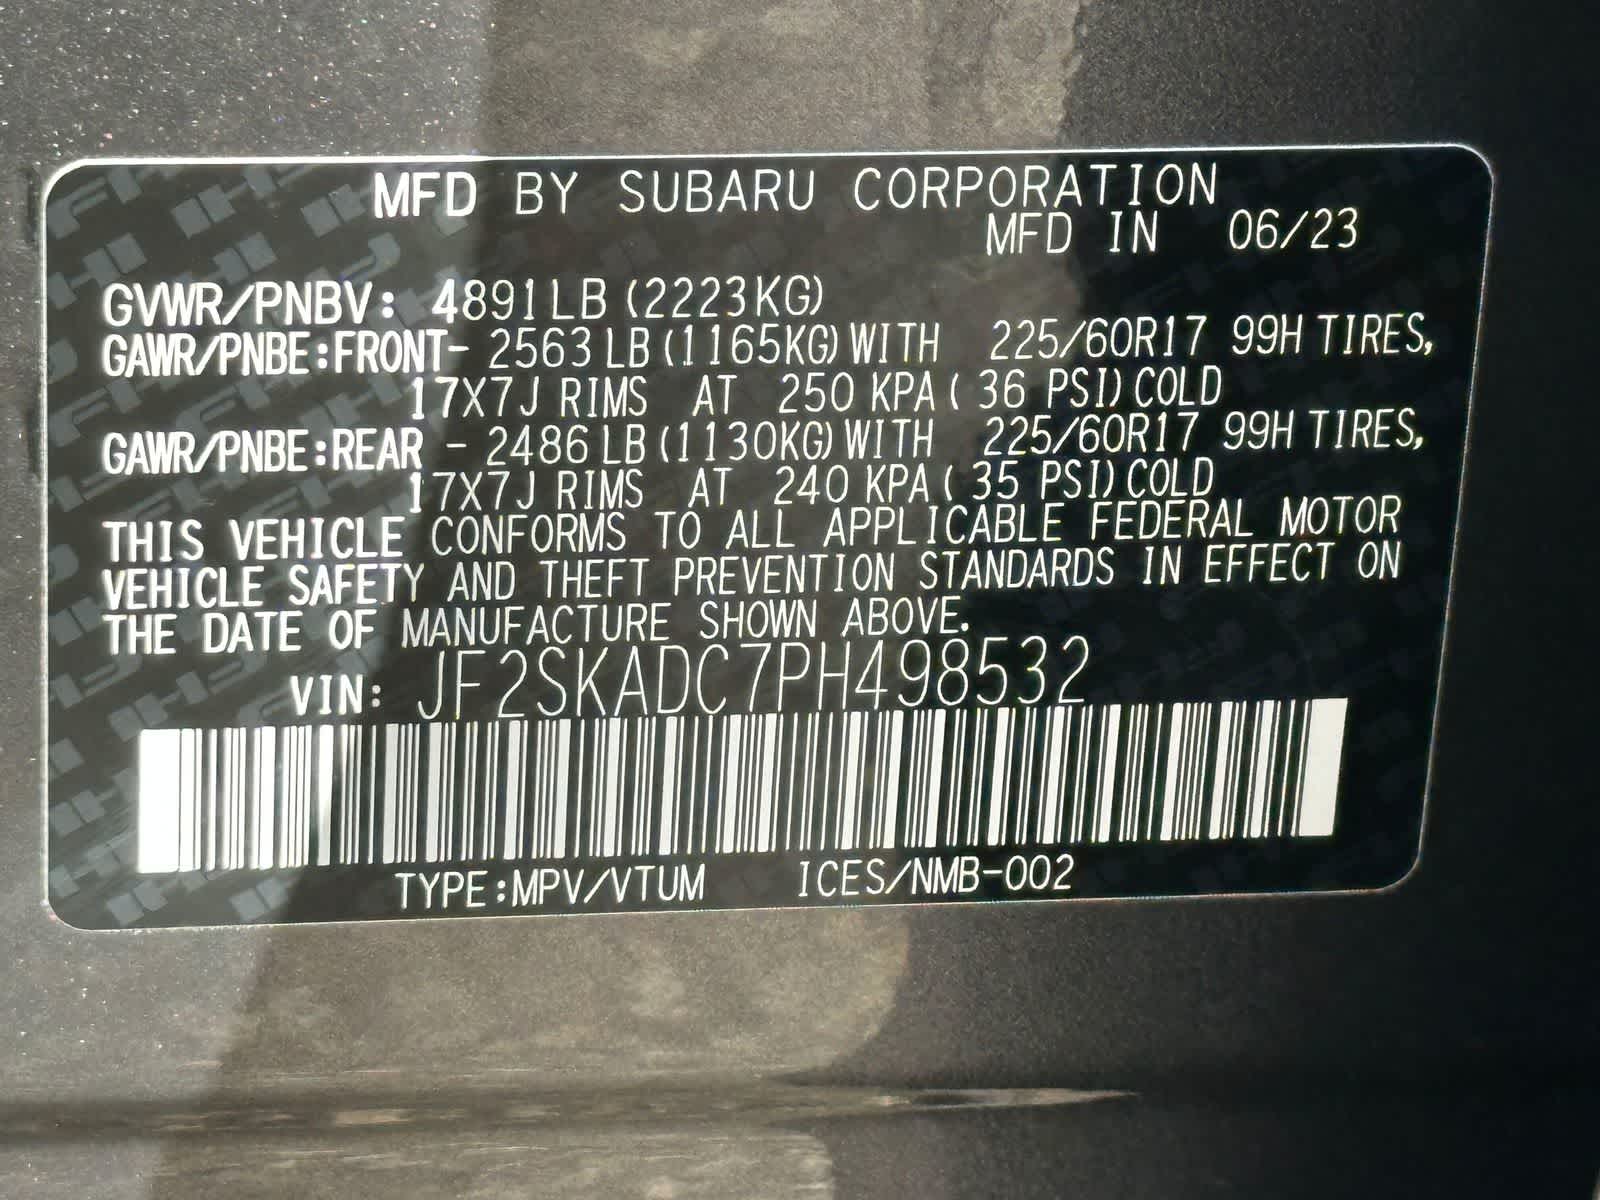 MFD BY SUBARU CORPORATION
MFD IN 06/23
GVWR/PNBV: 4891LB (2223KG)
GAWR/PNBE:FRONT- 2563LB (1165KG) WITH 225/60R17 99H TIRES,
17X7J RIMS AT 250 KPA ( 36 PSI) COLD
GAWR/PNBE:REAR - 2486LB (1130KG) WITH 225/60R17 99H TIRES,
17X7J RIMS AT 240 KPA ( 35 PSI) COLD
THIS VEHICLE CONFORMS TO ALL APPLICABLE FEDERAL MOTOR
VEHICLE SAFETY AND THEFT PREVENTION STANDARDS IN EFFECT ON
THE DATE OF MANUFACTURE SHOWN ABOVE.
VIN: JF2SKADC7PH498532
TYPE:MPV/VTUM ICES/NMB-002